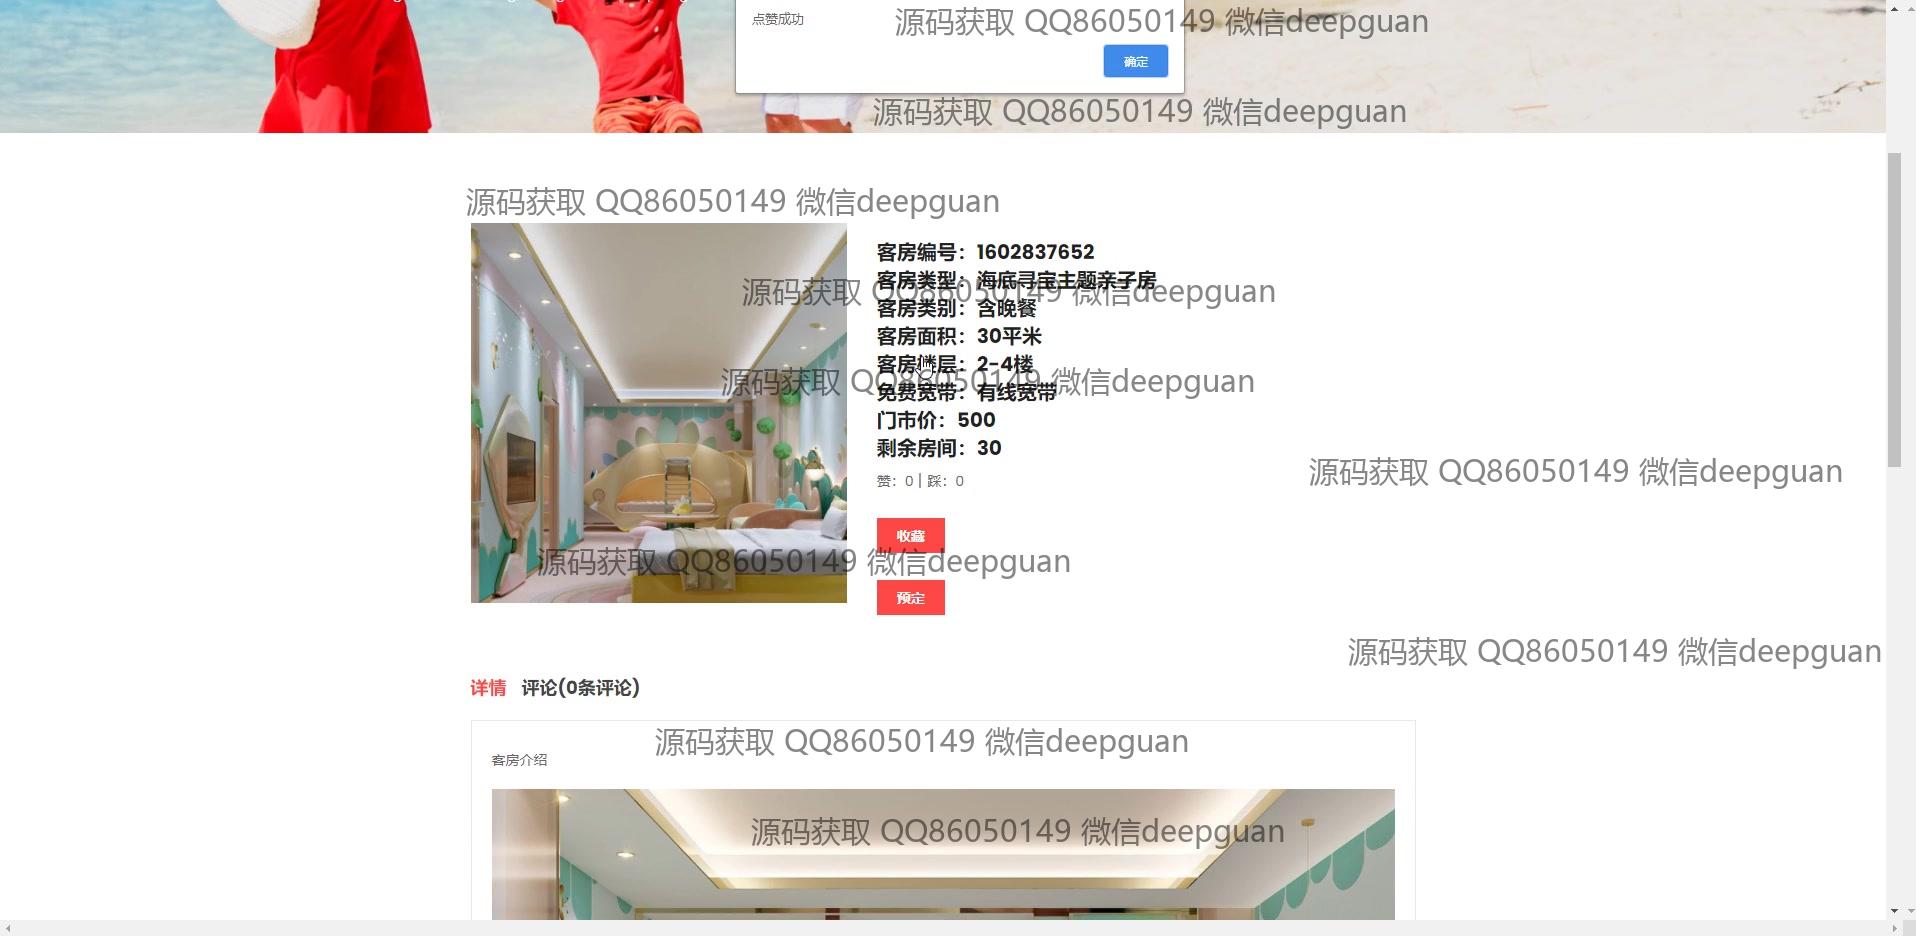 点赞成功
源码获取 QQ86050149 微信deepguan
确定
源码获取 QQ86050149 微信deepguan
源码获取 QQ86050149 微信deepguan
客房编号：1602837652
客房类型：海底寻宝主题亲子房
源码获取 QQ86050149 微信deepguan
客房类别：含晚餐
客房面积：30平米
客房楼层：2-4楼
源码获取 QQ86050149 微信deepguan
免费宽带：有线宽带
门市价：500
剩余房间：30
源码获取 QQ86050149 微信deepguan
赞：0 | 踩：0
收藏
源码获取 QQ86050149 微信deepguan
预定
源码获取 QQ86050149 微信deepguan
详情 评论(0条评论)
源码获取 QQ86050149 微信deepguan
客房介绍
源码获取 QQ86050149 微信deepguan